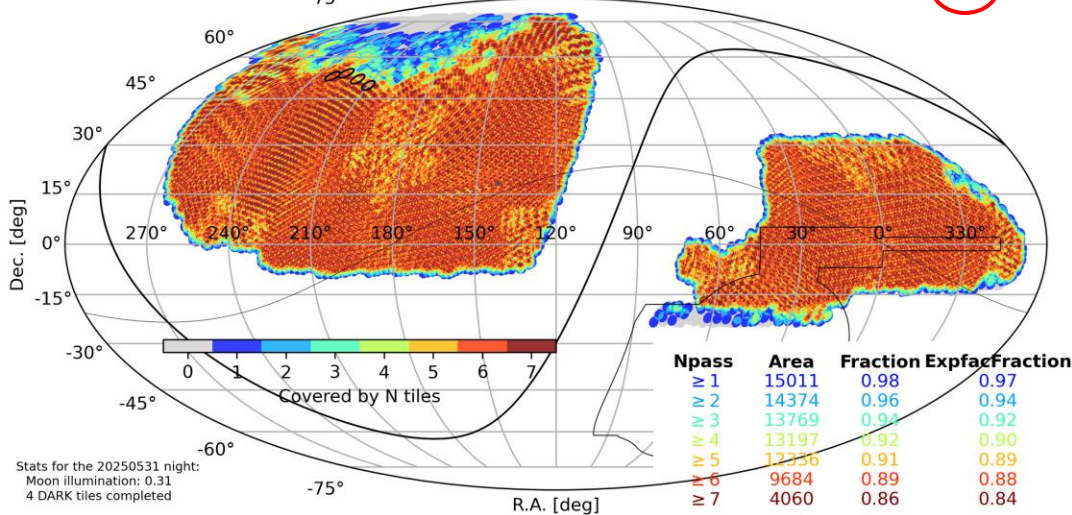 75°
60°
45°
30°
15°
0°
-15°
-30°
-45°
-60°
-75°
Dec. [deg]
270° 240° 210° 180° 150° 120° 90° 60° 30° 0° 330°
0 1 2 3 4 5 6 7
Covered by N tiles
Npass Area Fraction ExpfacFraction
≥ 1 15011 0.98 0.97
≥ 2 14374 0.96 0.94
≥ 3 13769 0.94 0.92
≥ 4 13197 0.92 0.90
≥ 5 12336 0.91 0.89
≥ 6 9684 0.89 0.88
≥ 7 4060 0.86 0.84
Stats for the 20250531 night:
Moon illumination: 0.31
4 DARK tiles completed
R.A. [deg]